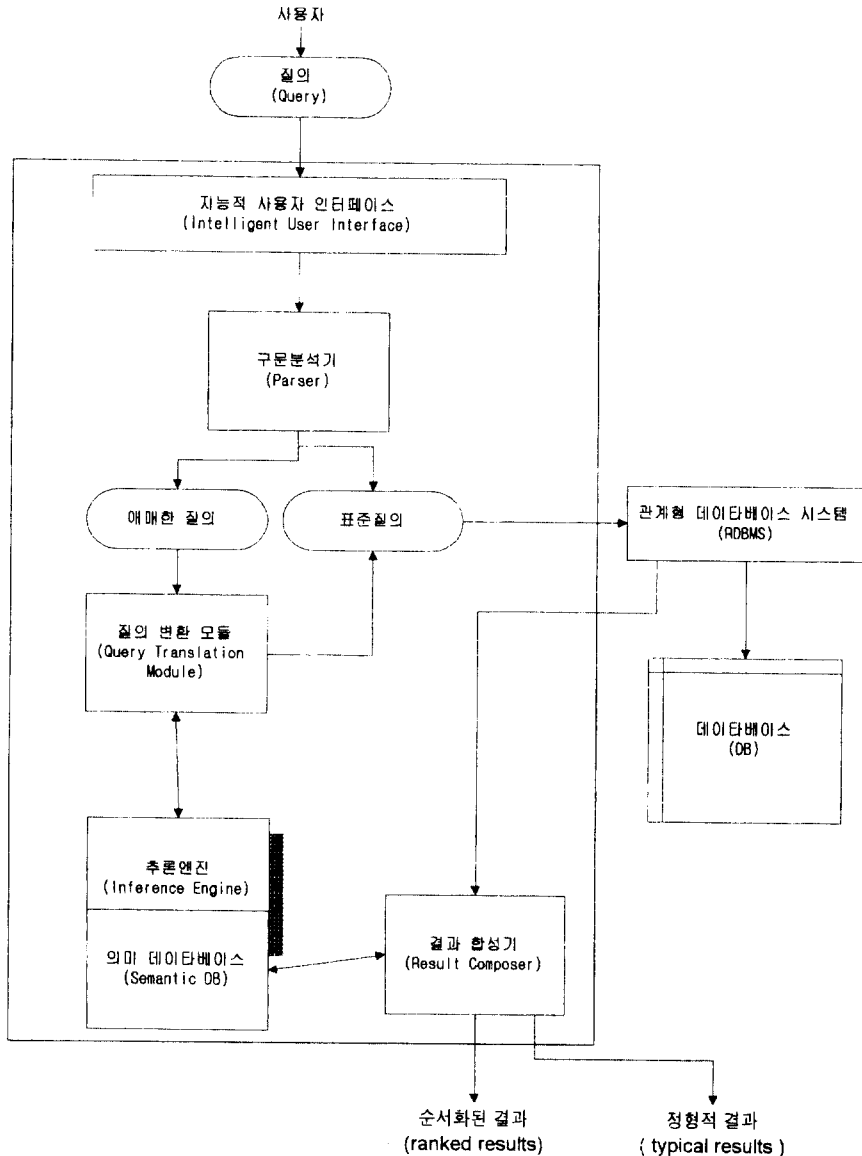 사용자
질의
(Query)
지능적 사용자 인터페이스
(Intelligent User Interface)
구문분석기
(Parser)
애매한 질의
표준질의
관계형 데이타베이스 시스템
(RDBMS)
질의 변환 모듈
(Query Translation
Module)
데이타베이스
(DB)
추론엔진
(Inference Engine)
의미 데이타베이스
(Semantic DB)
결과 합성기
(Result Composer)
순서화된 결과
(ranked results)
정형적 결과
( typical results )